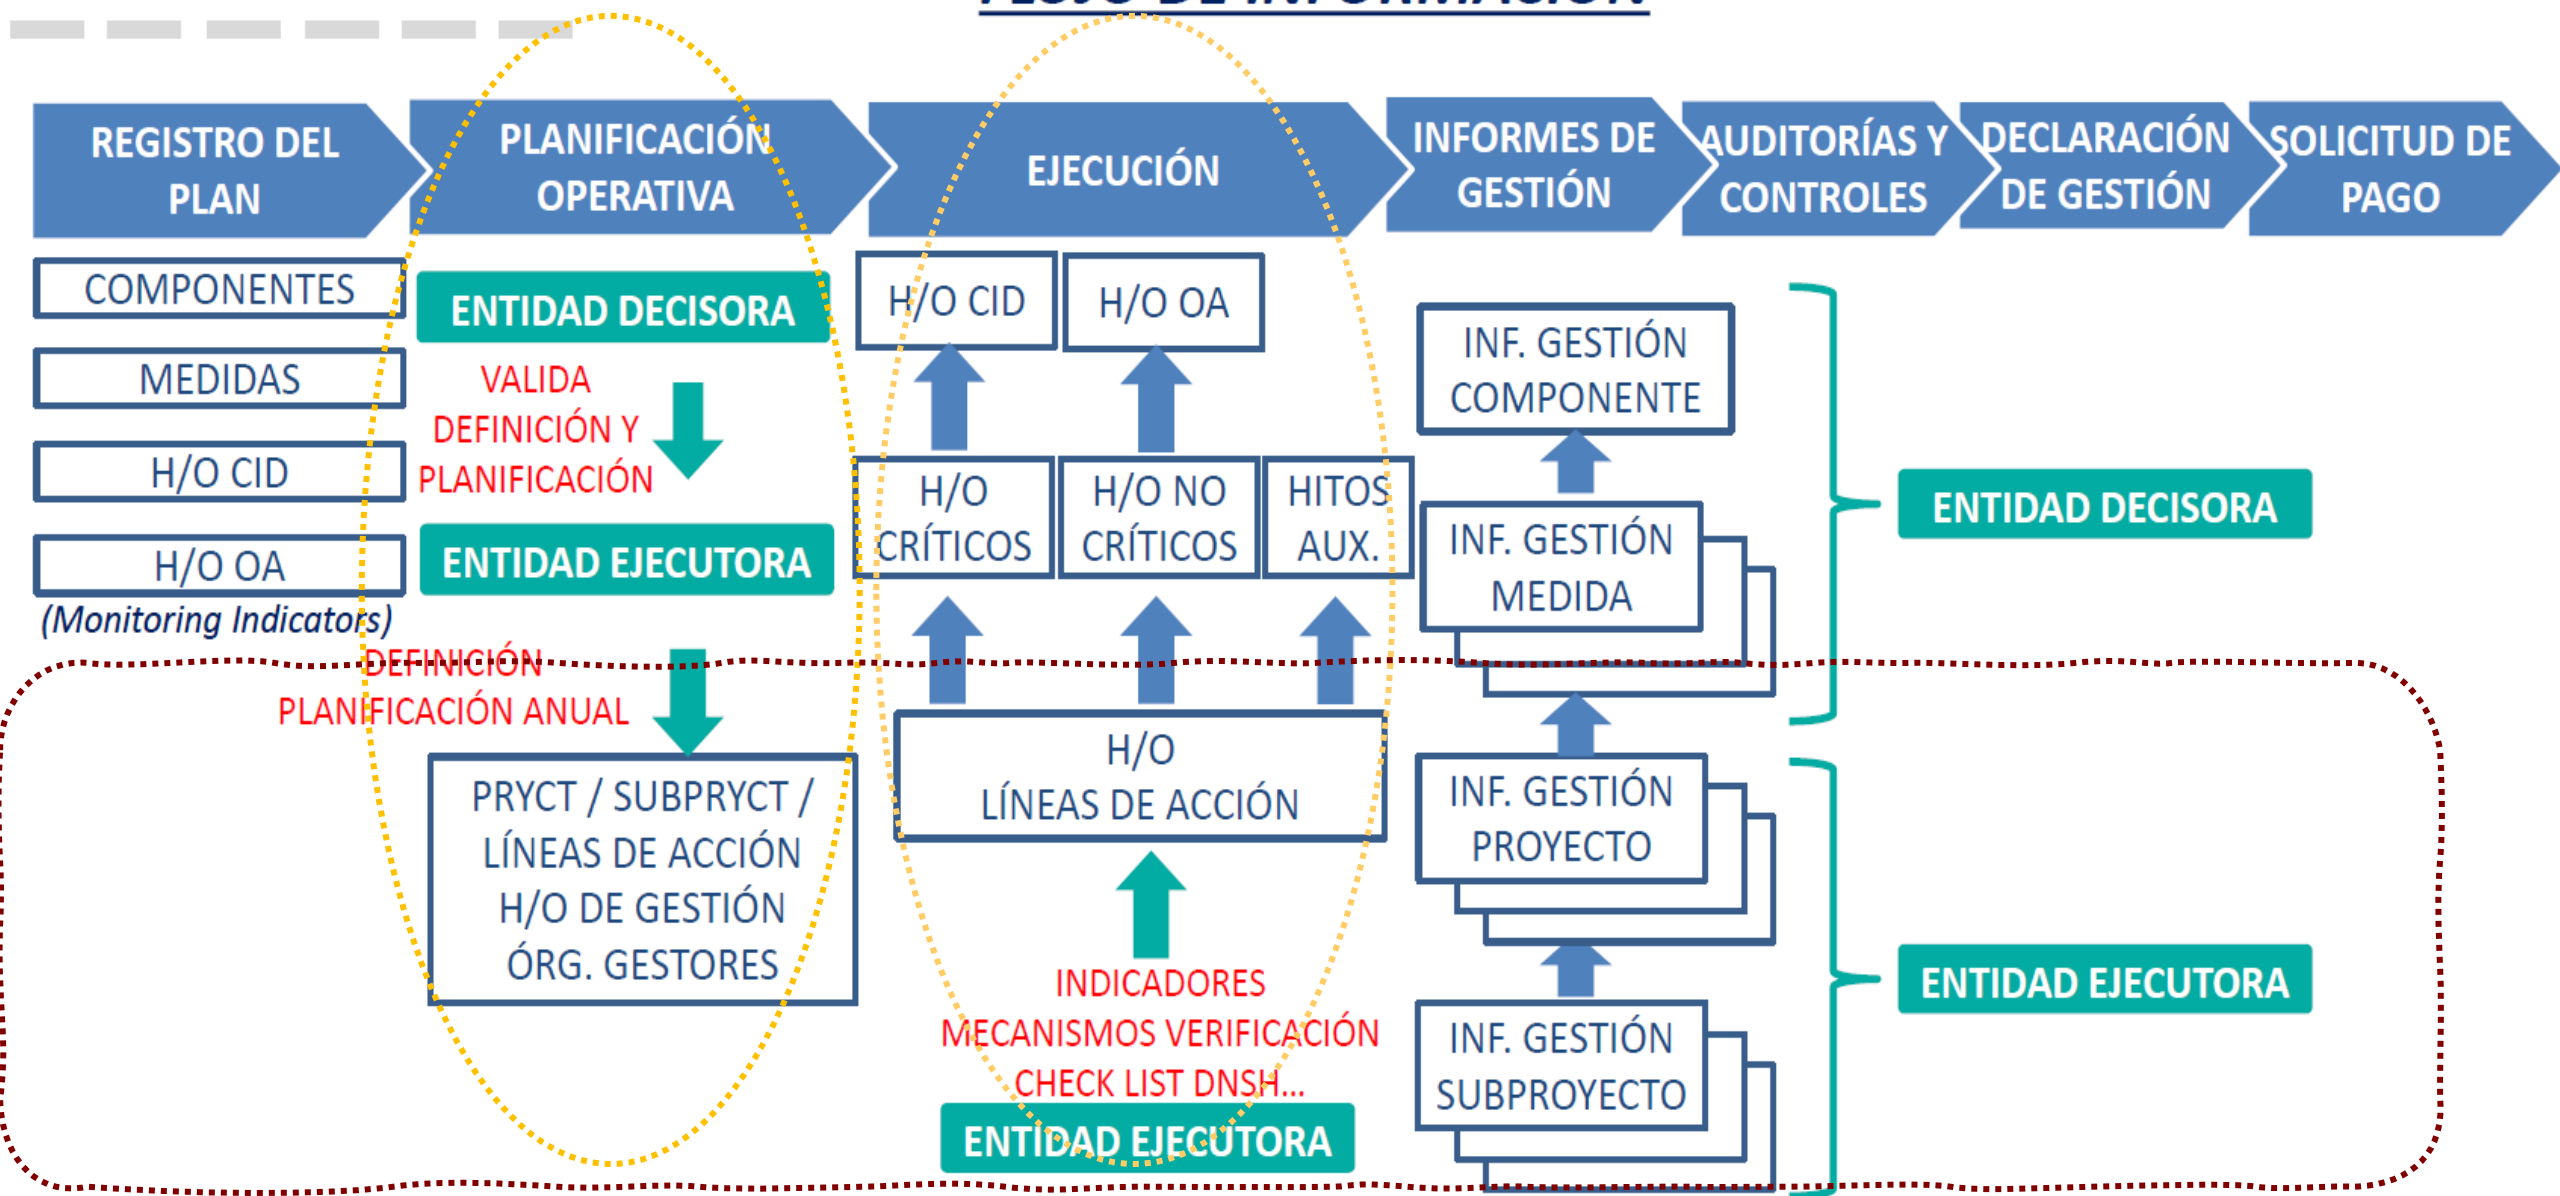 FLUJO DE INFORMACIÓN
REGISTRO DEL
PLAN
PLANIFICACIÓN
OPERATIVA
EJECUCIÓN
INFORMES DE
GESTIÓN
AUDITORÍAS Y
CONTROLES
DECLARACIÓN
DE GESTIÓN
SOLICITUD DE
PAGO
COMPONENTES
MEDIDAS
H/O CID
H/O OA
(Monitoring Indicators)
ENTIDAD DECISORA
VALIDA
DEFINICIÓN Y
PLANIFICACIÓN
ENTIDAD EJECUTORA
DEFINICIÓN
PLANIFICACIÓN ANUAL
PRYCT / SUBPRYCT /
LÍNEAS DE ACCIÓN
H/O DE GESTIÓN
ÓRG. GESTORES
H/O CID
H/O OA
H/O
CRÍTICOS
H/O NO
CRÍTICOS
HITOS
AUX.
H/O
LÍNEAS DE ACCIÓN
INDICADORES
MECANISMOS VERIFICACIÓN
CHECK LIST DNSH...
ENTIDAD EJECUTORA
INF. GESTIÓN
COMPONENTE
INF. GESTIÓN
MEDIDA
INF. GESTIÓN
PROYECTO
INF. GESTIÓN
SUBPROYECTO
ENTIDAD DECISORA
ENTIDAD EJECUTORA